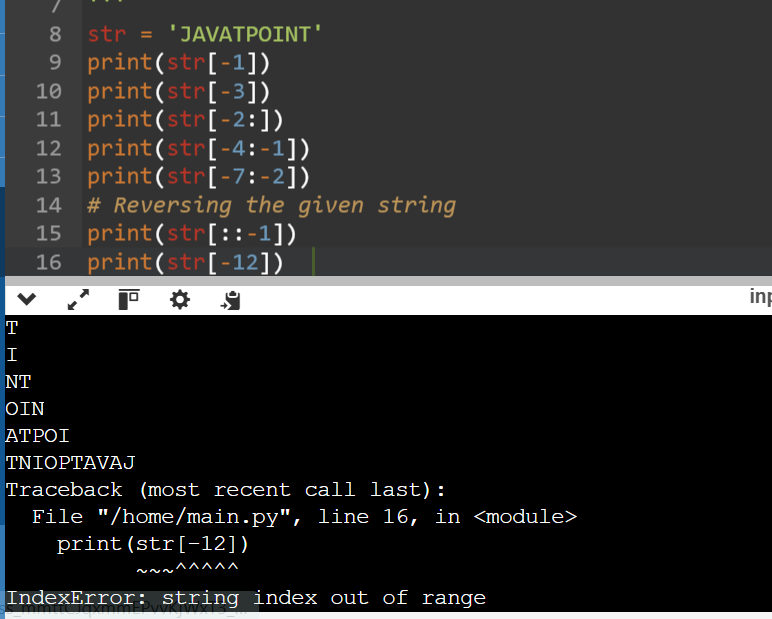 7 '''
8 str = 'JAVATPOINT'
9 print(str[-1])
10 print(str[-3])
11 print(str[-2:])
12 print(str[-4:-1])
13 print(str[-7:-2])
14 # Reversing the given string
15 print(str[::-1])
16 print(str[-12])
inp
T
I
NT
OIN
ATPOI
TNIOPTAVAJ
Traceback (most recent call last):
  File "/home/main.py", line 16, in <module>
    print(str[-12])
          ~~~^^^^^
IndexError: string index out of range